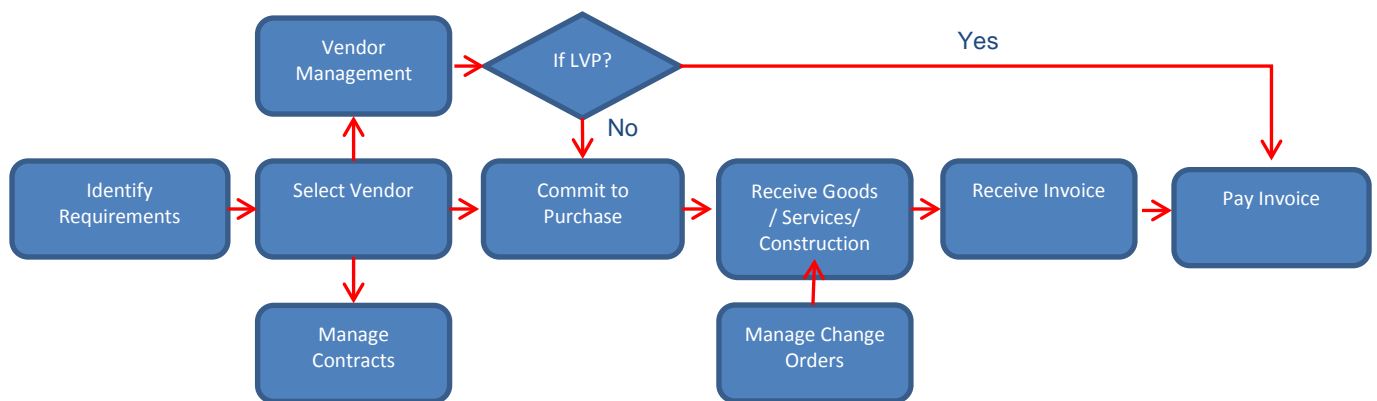 Vendor
Management
If LVP?
Yes
No
Identify
Requirements
Select Vendor
Commit to
Purchase
Receive Goods
/ Services/
Construction
Receive Invoice
Pay Invoice
Manage
Contracts
Manage Change
Orders